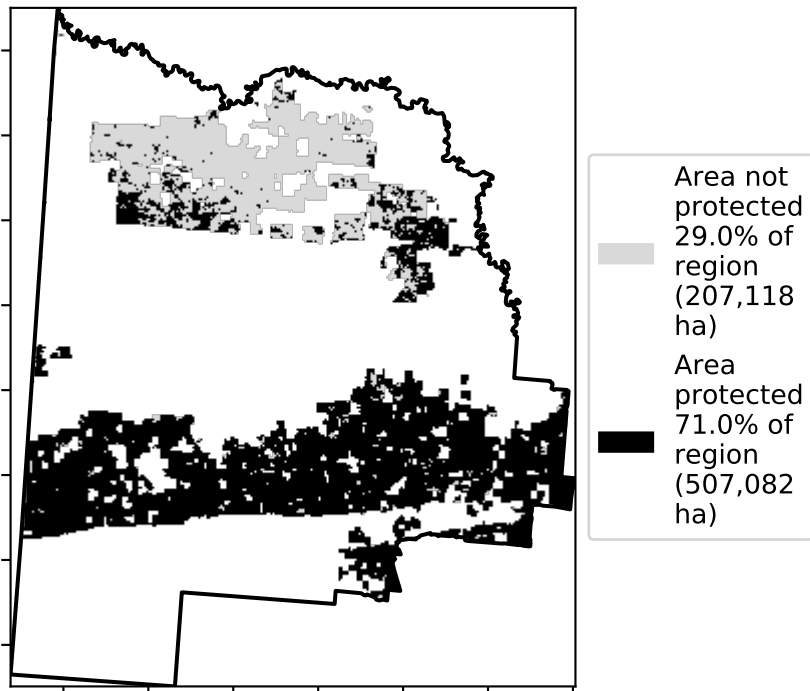 Area not
protected
29.0% of
region
(207,118
ha)
Area
protected
71.0% of
region
(507,082
ha)